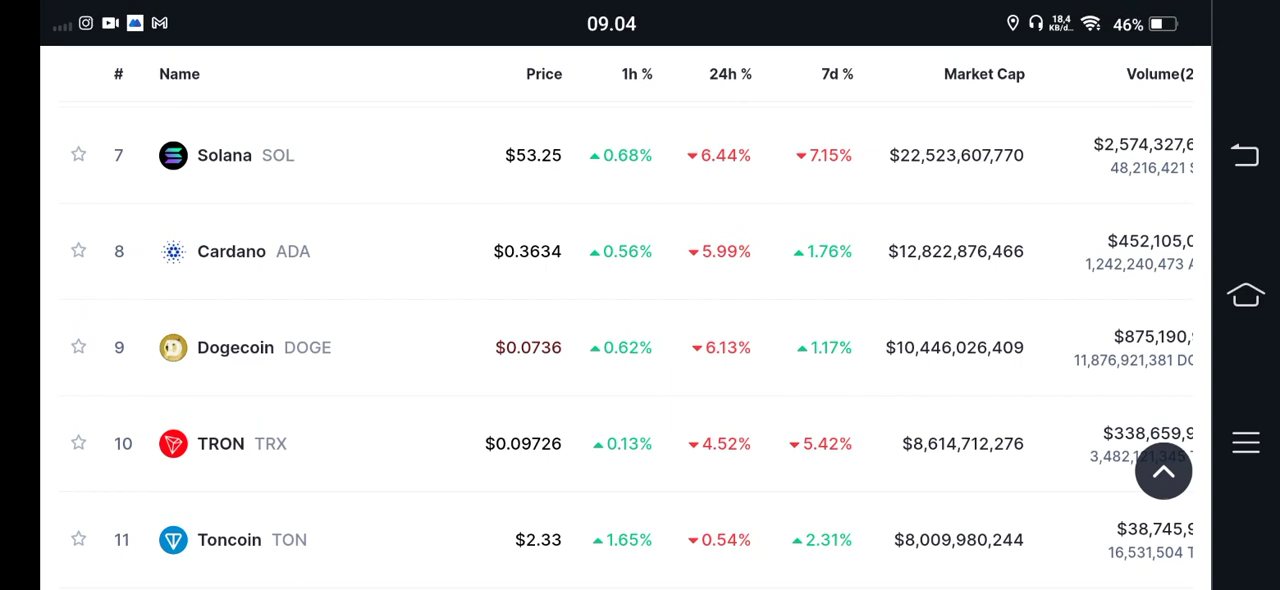 09.04
18,4
KB/d...
46%
# Name Price 1h % 24h % 7d % Market Cap Volume(2
7 Solana SOL $53.25 0.68% 6.44% 7.15% $22,523,607,770 $2,574,327,6
48,216,421
8 Cardano ADA $0.3634 0.56% 5.99% 1.76% $12,822,876,466 $452,105,0
1,242,240,473 A
9 Dogecoin DOGE $0.0736 0.62% 6.13% 1.17% $10,446,026,409 $875,190,
11,876,921,381 DO
10 TRON TRX $0.09726 0.13% 4.52% 5.42% $8,614,712,276 $338,659,9
3,482,121,345 T
11 Toncoin TON $2.33 1.65% 0.54% 2.31% $8,009,980,244 $38,745,9
16,531,504 T